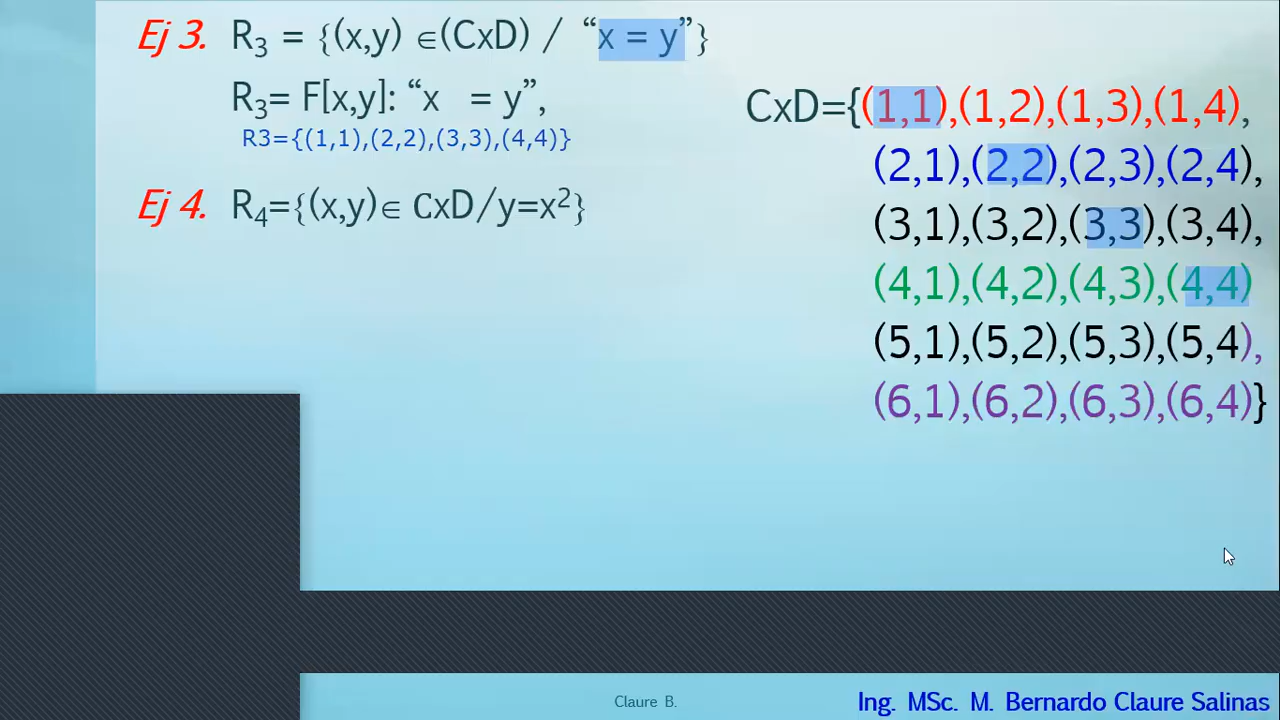 Ej 3. R₃ = {(x,y) ∈(CxD) / “x = y”}
R₃= F[x,y]: “x = y”,
R3={(1,1),(2,2),(3,3),(4,4)}
Ej 4. R₄={(x,y)∈ CxD/y=x²}
CxD={(1,1),(1,2),(1,3),(1,4),
(2,1),(2,2),(2,3),(2,4),
(3,1),(3,2),(3,3),(3,4),
(4,1),(4,2),(4,3),(4,4)
(5,1),(5,2),(5,3),(5,4),
(6,1),(6,2),(6,3),(6,4)}
Claure B.
Ing. MSc. M. Bernardo Claure Salinas